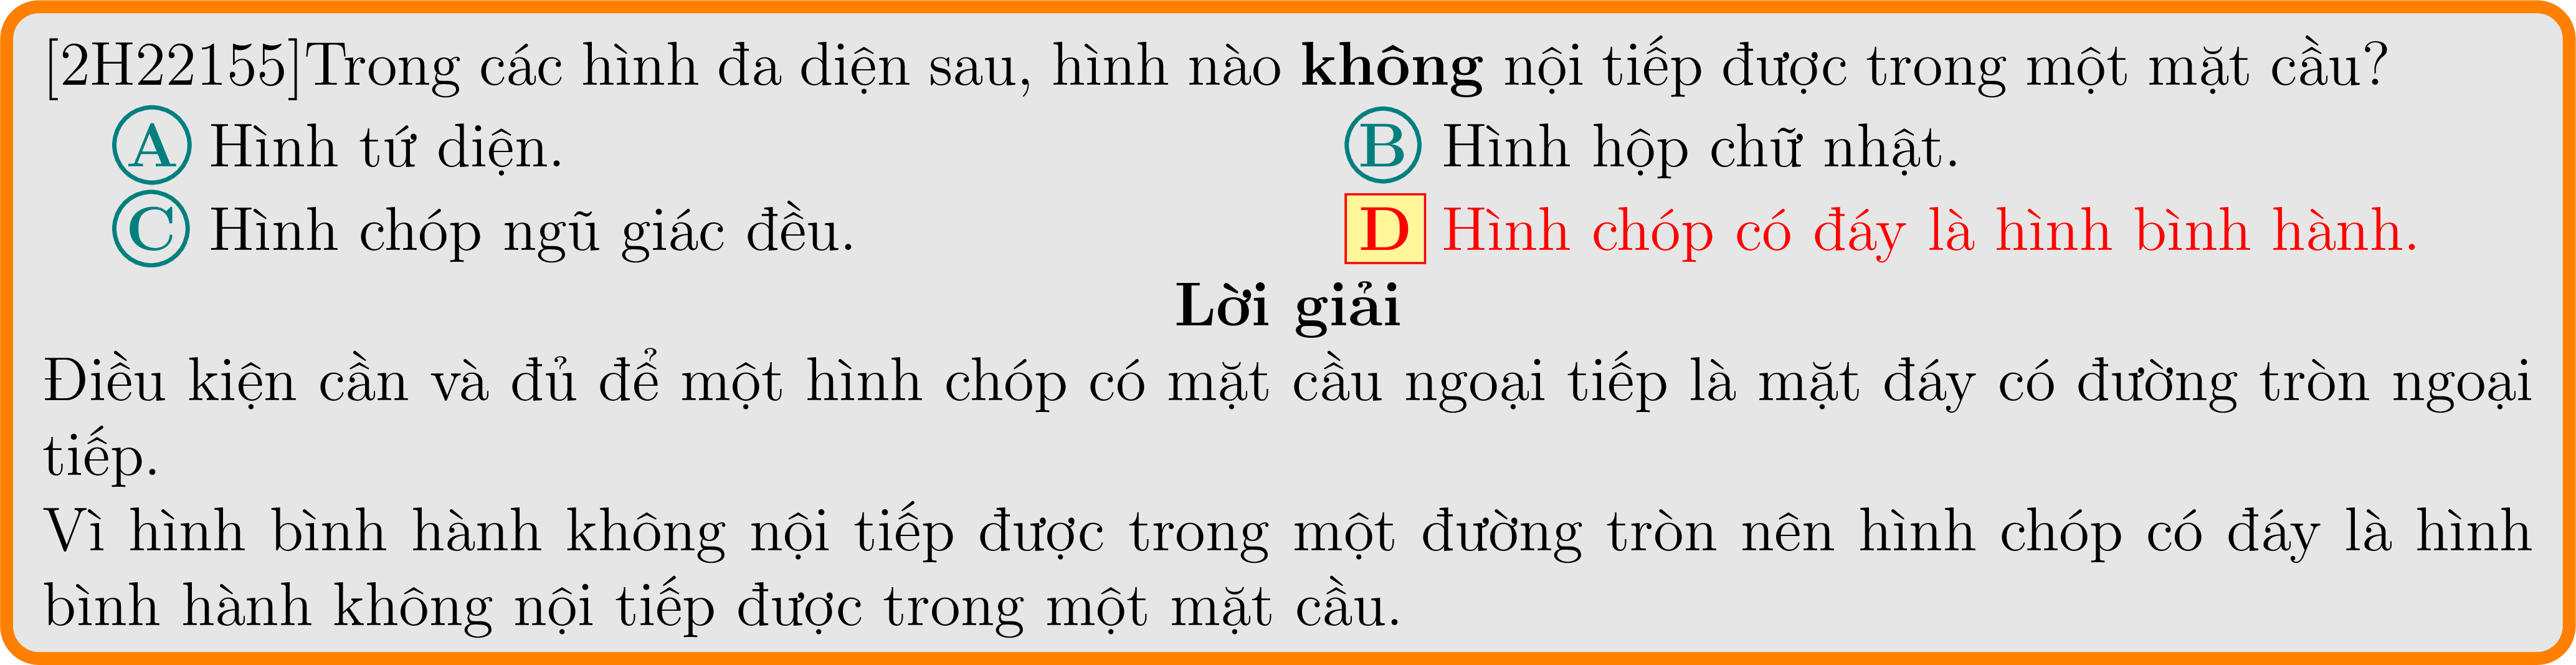 [2H22155]Trong các hình đa diện sau, hình nào không nội tiếp được trong một mặt cầu?
A Hình tứ diện. B Hình hộp chữ nhật.
C Hình chóp ngũ giác đều. D Hình chóp có đáy là hình bình hành.
Lời giải
Điều kiện cần và đủ để một hình chóp có mặt cầu ngoại tiếp là mặt đáy có đường tròn ngoại
tiếp.
Vì hình bình hành không nội tiếp được trong một đường tròn nên hình chóp có đáy là hình
bình hành không nội tiếp được trong một mặt cầu.